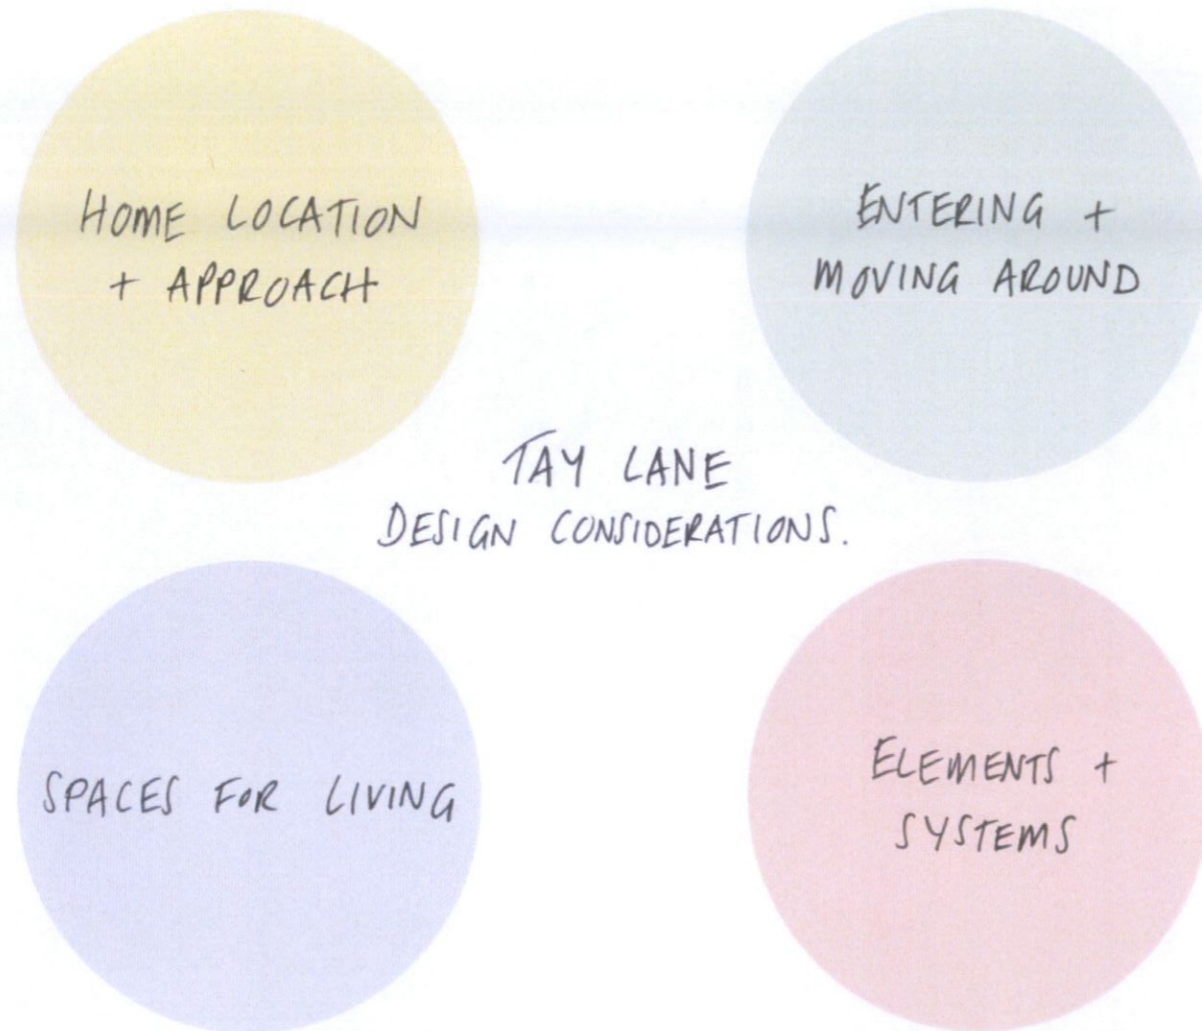 HOME LOCATION
+ APPROACH
ENTERING +
MOVING AROUND
TAY LANE
DESIGN CONSIDERATIONS.
SPACES FOR LIVING
ELEMENTS +
SYSTEMS